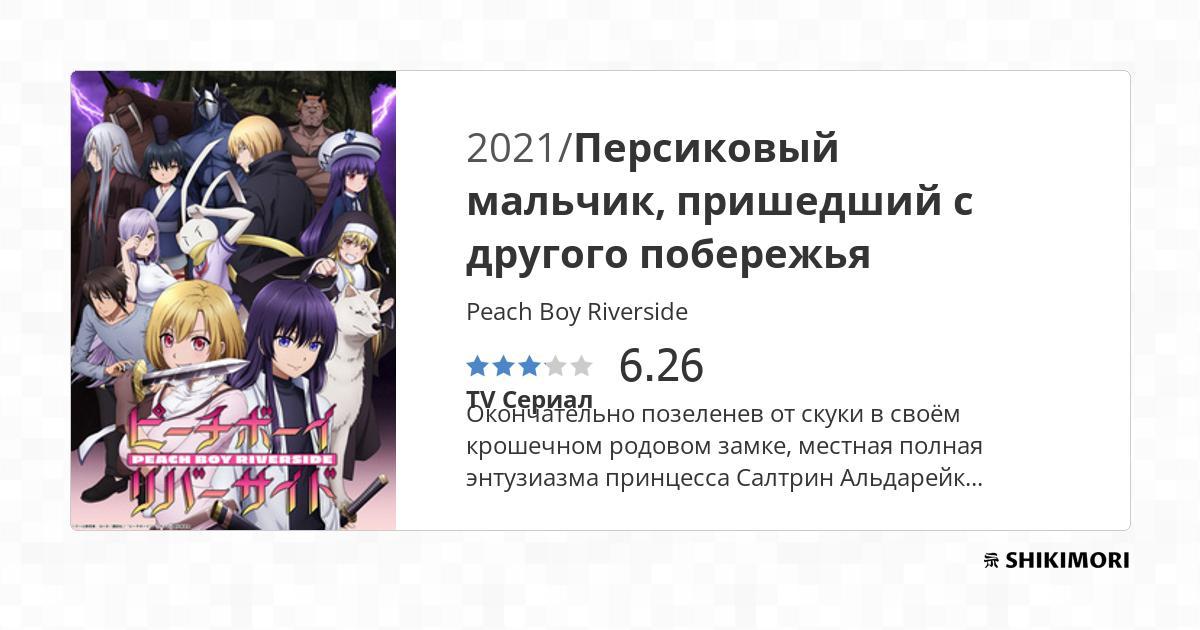 ピーチボーイ
PEACH BOY RIVERSIDE
リバーサイド
2021/Персиковый
мальчик, пришедший с
другого побережья
Peach Boy Riverside
6.26
TV Сериал
Окончательно позеленев от скуки в своём
крошечном родовом замке, местная полная
энтузиазма принцесса Салтрин Альдарейк...
SHIKIMORI